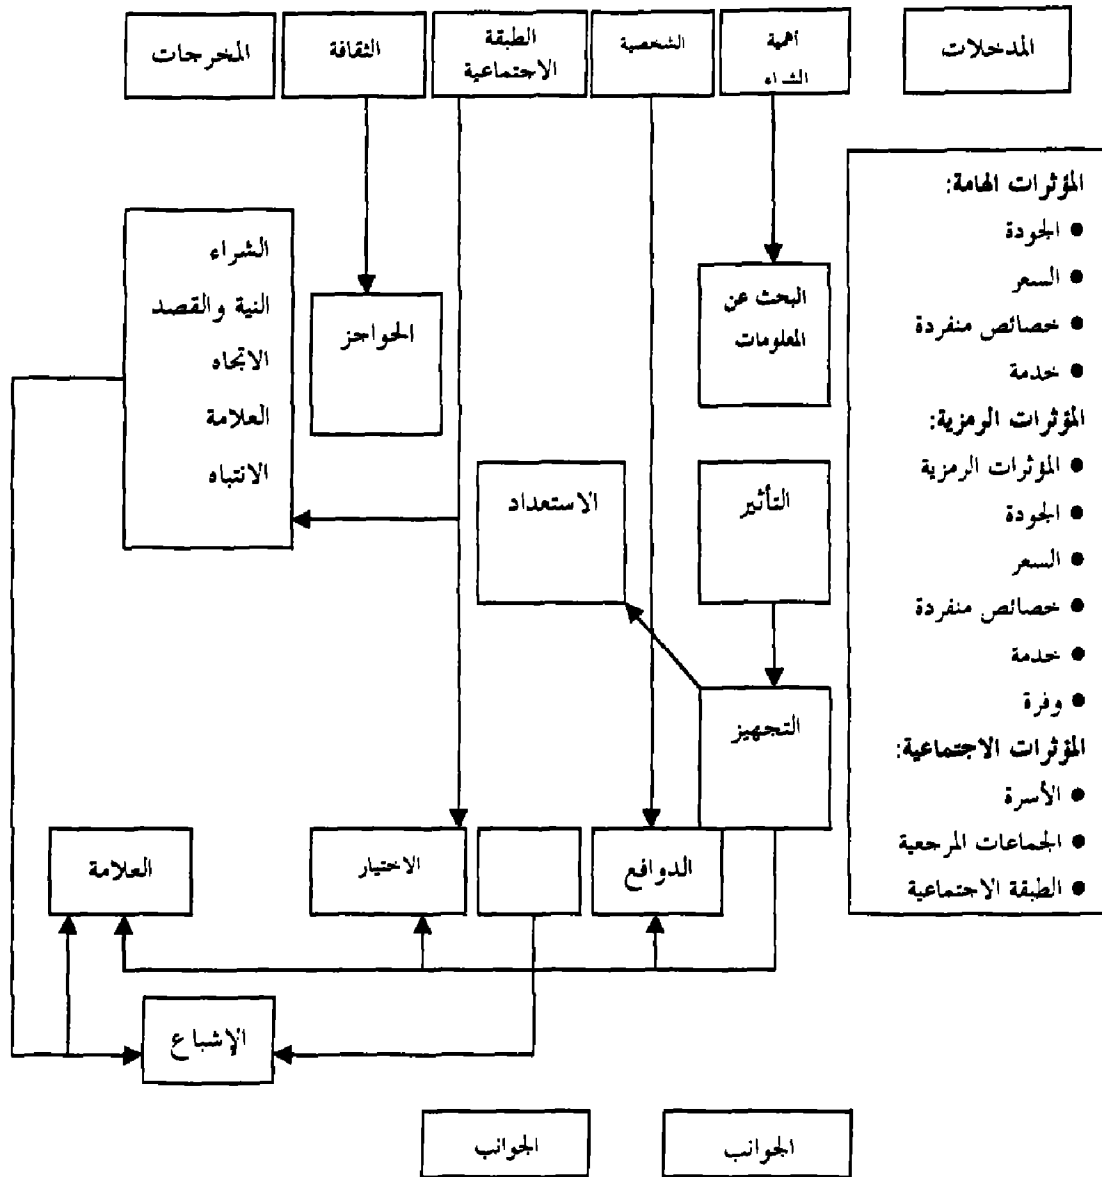 المدخلات
أهمية
الشراء
الشخصية
الطبقة
الاجتماعية
الثقافة
المخرجات
المؤثرات الهامة:
● الجودة
● السعر
● خصائص منفردة
● خدمة
المؤثرات الرمزية:
● المؤثرات الرمزية
● الجودة
● السعر
● خصائص منفردة
● خدمة
● وفرة
المؤثرات الاجتماعية:
● الأسرة
● الجماعات المرجعية
● الطبقة الاجتماعية
البحث عن
المعلومات
الحواجز
الشراء
النية والقصد
الاتجاه
العلامة
الانتباه
التأثير
الاستعداد
التجهيز
الدوافع
الاختيار
العلامة
الإشباع
الجوانب
الجوانب